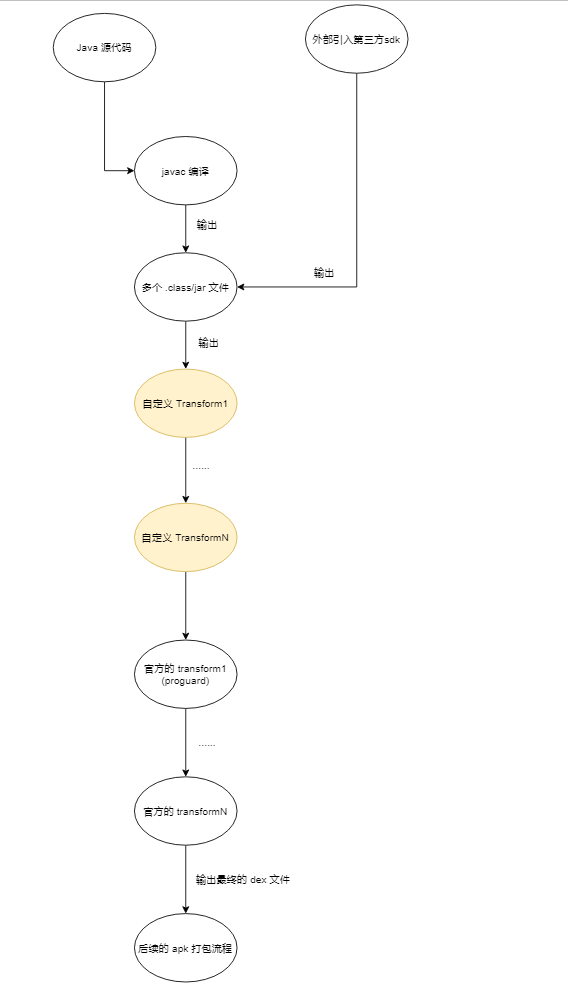 Java 源代码
外部引入第三方sdk
javac 编译
输出
输出
多个 .class/jar 文件
输出
自定义 Transform1
......
自定义 TransformN
官方的 transform1
(proguard)
......
官方的 transformN
输出最终的 dex 文件
后续的 apk 打包流程